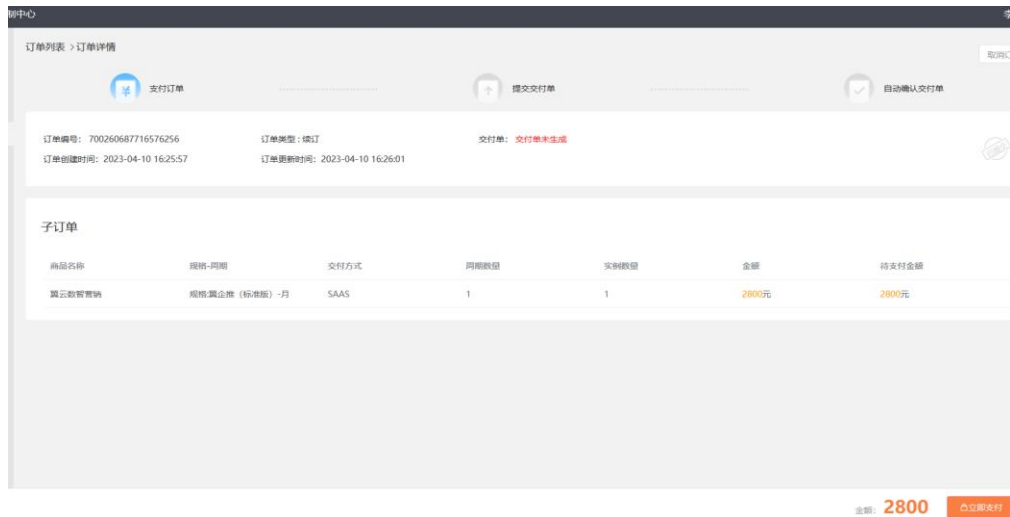 制中心
订单列表 >订单详情
取消订
支付订单
提交交付单
自动确认交付单
订单编号: 700260687716576256
订单类型 : 续订
交付单: 交付单未生成
订单创建时间: 2023-04-10 16:25:57
订单更新时间: 2023-04-10 16:26:01
子订单
商品名称 规格-周期 交付方式 周期数量 实例数量 金额 待支付金额
翼云数智营销 规格:翼企推（标准版）-月 SAAS 1 1 2800元 2800元
金额: 2800 立即支付